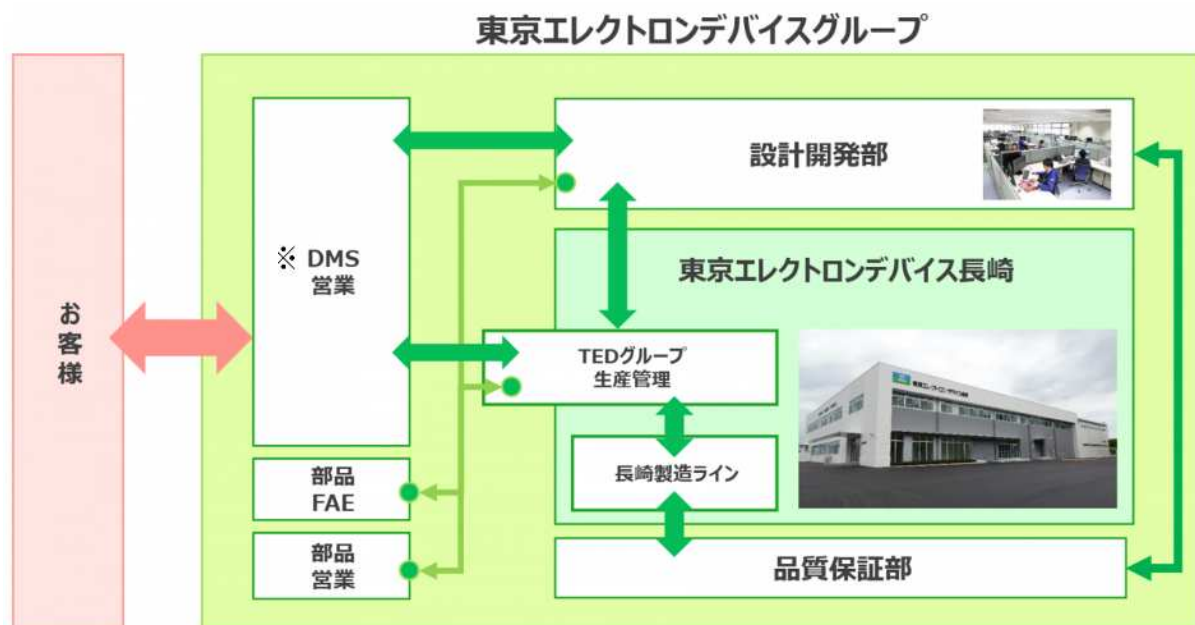 東京エレクトロンデバイスグループ
お
客
様
※ DMS
営業
設計開発部
東京エレクトロンデバイス長崎
TEDグループ
生産管理
長崎製造ライン
部品
FAE
部品
営業
品質保証部